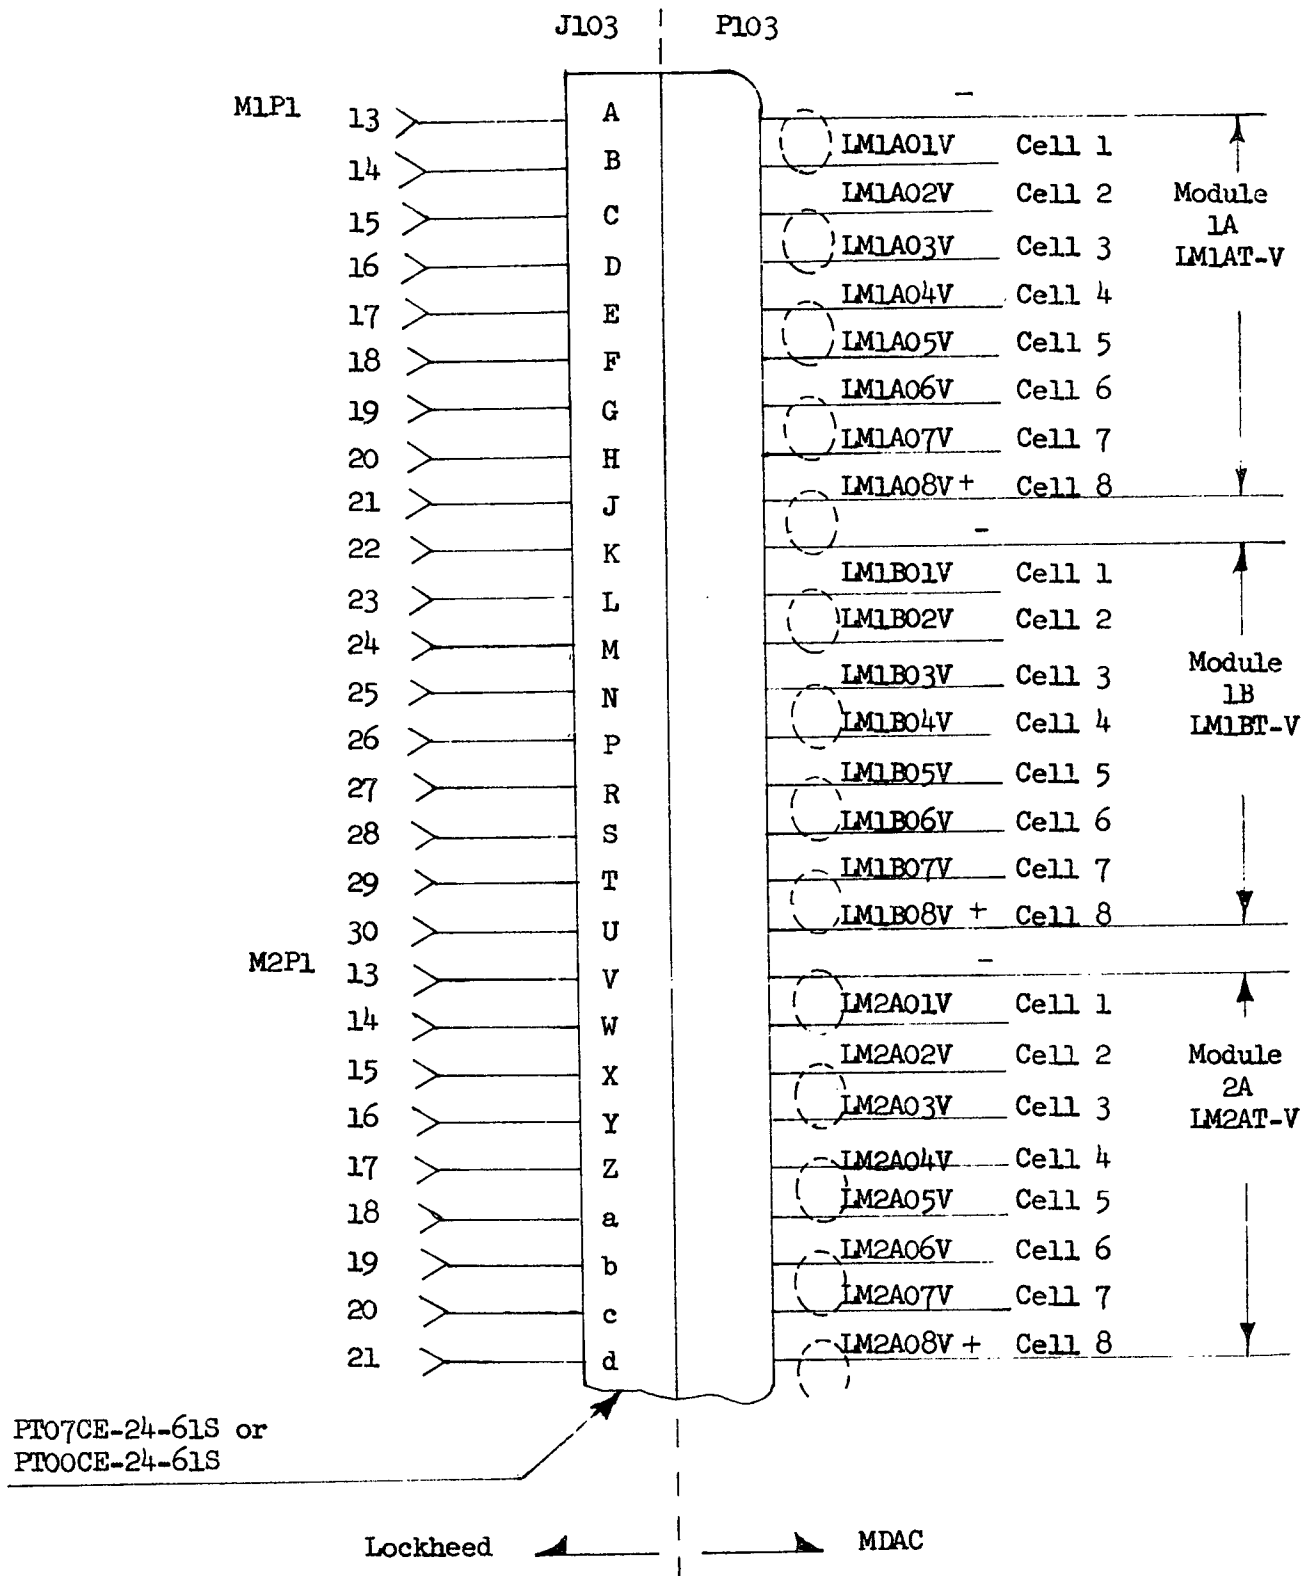 J103 P103
M1P1 13 A -
LM1A01V Cell 1
14 B
LM1A02V Cell 2 Module
15 C 1A
LM1A03V Cell 3 LM1AT-V
16 D
LM1A04V Cell 4
17 E
LM1A05V Cell 5
18 F
LM1A06V Cell 6
19 G
LM1A07V Cell 7
20 H
LM1A08V + Cell 8
21 J
-
22 K
LM1B01V Cell 1
23 L
LM1B02V Cell 2
24 M
LM1B03V Cell 3 Module
25 N 1B
LM1B04V Cell 4 LM1BT-V
26 P
LM1B05V Cell 5
27 R
LM1B06V Cell 6
28 S
LM1B07V Cell 7
29 T
LM1B08V + Cell 8
30 U
M2P1 13 V -
LM2A01V Cell 1
14 W
LM2A02V Cell 2 Module
15 X 2A
LM2A03V Cell 3 LM2AT-V
16 Y
LM2A04V Cell 4
17 Z
LM2A05V Cell 5
18 a
LM2A06V Cell 6
19 b
LM2A07V Cell 7
20 c
LM2A08V + Cell 8
21 d
PT07CE-24-61S or
PT00CE-24-61S
Lockheed MDAC